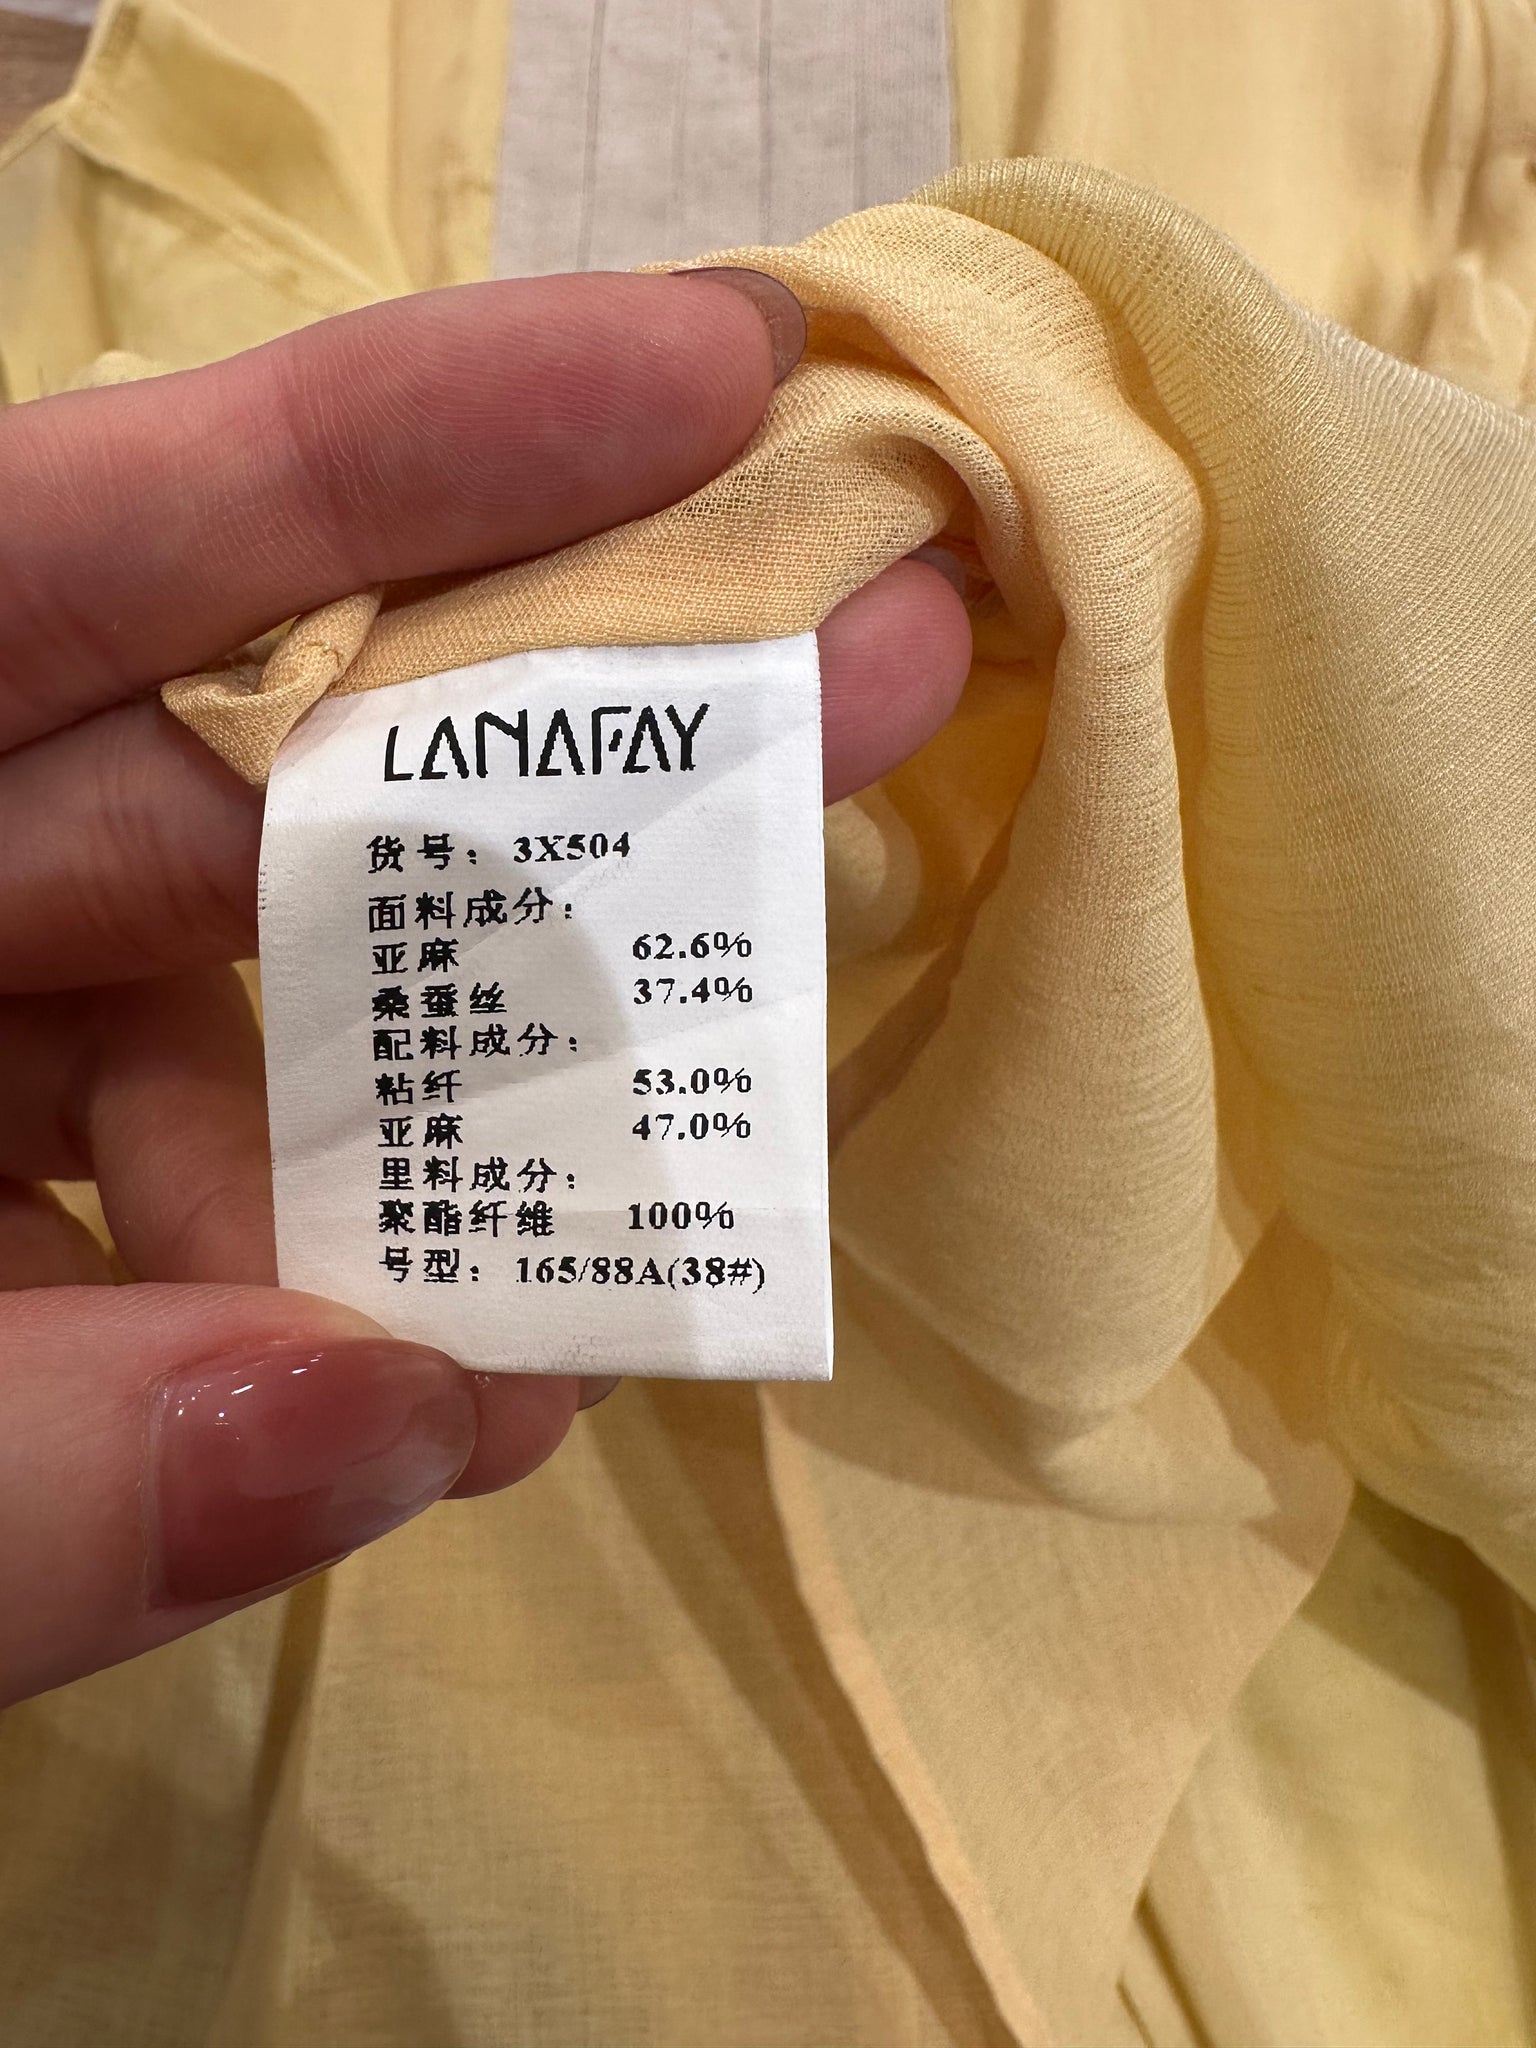 LANAFAY
货号：3X504
面料成分：
亚麻 62.6%
桑蚕丝 37.4%
配料成分：
粘纤 53.0%
亚麻 47.0%
里料成分：
聚酯纤维 100%
号型：165/88A(38#)